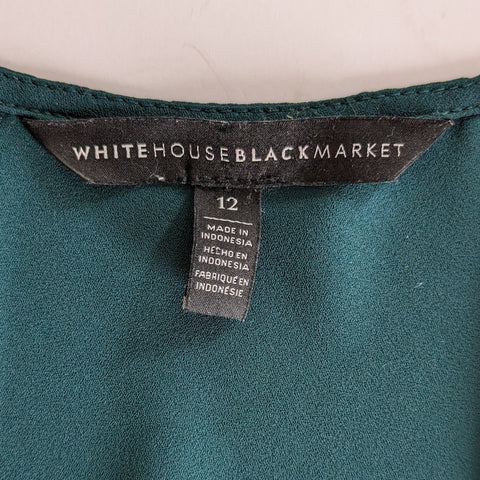 WHITEHOUSEBLACKMARKET
12
MADE IN
INDONESIA
HECHO EN
INDONESIA
FABRIQUÉ EN
INDONÉSIE